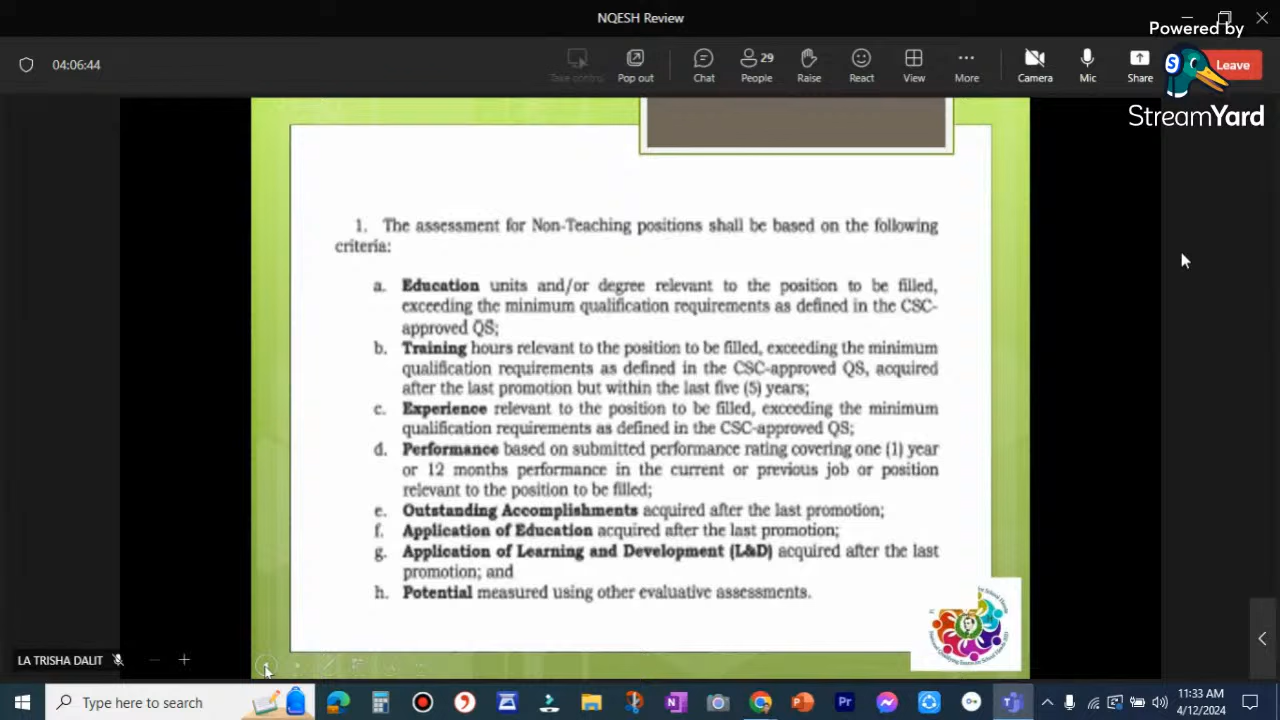 NQESH Review
Powered by
04:06:44
Take control
Pop out
Chat
29
People
Raise
React
View
More
Camera
Mic
Share
Leave
StreamYard
1. The assessment for Non-Teaching positions shall be based on the following
criteria:
a. Education units and/or degree relevant to the position to be filled,
exceeding the minimum qualification requirements as defined in the CSC-
approved QS;
b. Training hours relevant to the position to be filled, exceeding the minimum
qualification requirements as defined in the CSC-approved QS, acquired
after the last promotion but within the last five (5) years;
c. Experience relevant to the position to be filled, exceeding the minimum
qualification requirements as defined in the CSC-approved QS;
d. Performance based on submitted performance rating covering one (1) year
or 12 months performance in the current or previous job or position
relevant to the position to be filled;
e. Outstanding Accomplishments acquired after the last promotion;
f. Application of Education acquired after the last promotion;
g. Application of Learning and Development (L&D) acquired after the last
promotion; and
h. Potential measured using other evaluative assessments.
LA TRISHA DALIT
Type here to search
11:33 AM
4/12/2024